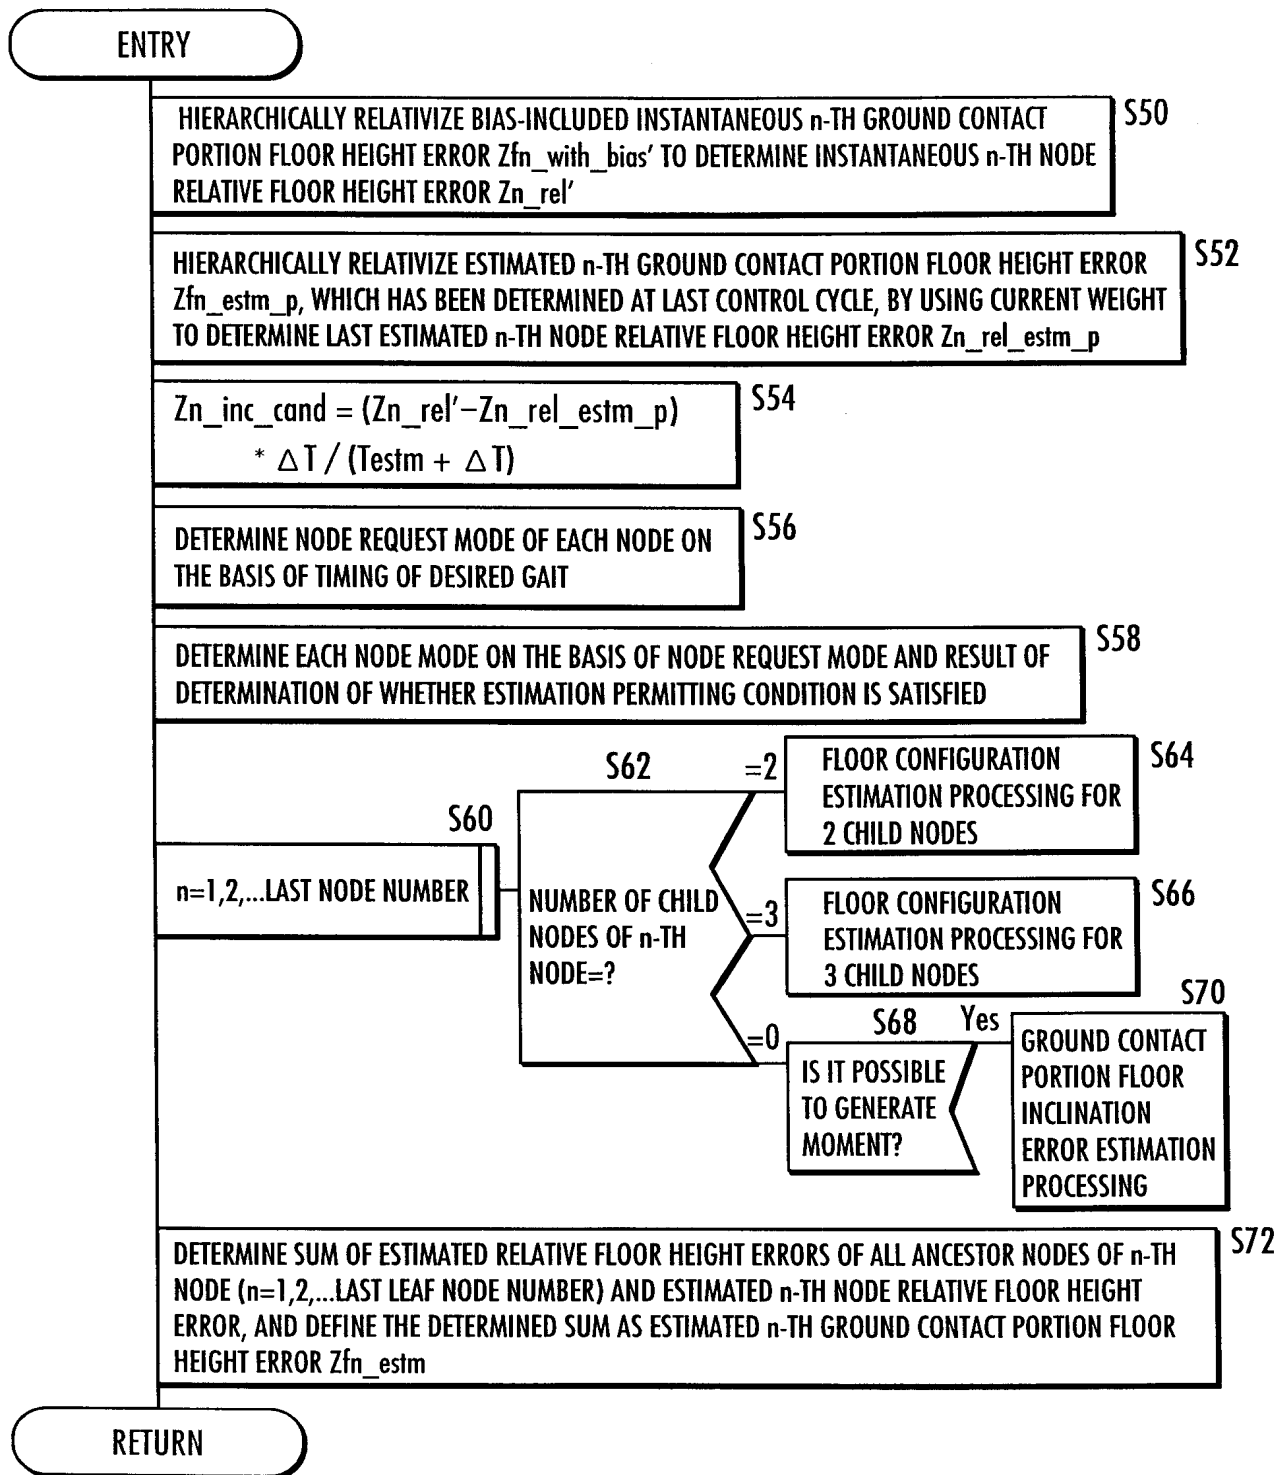 ENTRY
HIERARCHICALLY RELATIVIZE BIAS-INCLUDED INSTANTANEOUS n-TH GROUND CONTACT
PORTION FLOOR HEIGHT ERROR Zfn_with_bias' TO DETERMINE INSTANTANEOUS n-TH NODE
RELATIVE FLOOR HEIGHT ERROR Zn_rel'
S50
HIERARCHICALLY RELATIVIZE ESTIMATED n-TH GROUND CONTACT PORTION FLOOR HEIGHT ERROR
Zfn_estm_p, WHICH HAS BEEN DETERMINED AT LAST CONTROL CYCLE, BY USING CURRENT WEIGHT
TO DETERMINE LAST ESTIMATED n-TH NODE RELATIVE FLOOR HEIGHT ERROR Zn_rel_estm_p
S52
Zn_inc_cand = (Zn_rel'−Zn_rel_estm_p)
* △T / (Testm + △T)
S54
DETERMINE NODE REQUEST MODE OF EACH NODE ON
THE BASIS OF TIMING OF DESIRED GAIT
S56
DETERMINE EACH NODE MODE ON THE BASIS OF NODE REQUEST MODE AND RESULT OF
DETERMINATION OF WHETHER ESTIMATION PERMITTING CONDITION IS SATISFIED
S58
S60
n=1,2,...LAST NODE NUMBER
S62
NUMBER OF CHILD
NODES OF n-TH
NODE=?
=2
FLOOR CONFIGURATION
ESTIMATION PROCESSING FOR
2 CHILD NODES
S64
=3
FLOOR CONFIGURATION
ESTIMATION PROCESSING FOR
3 CHILD NODES
S66
=0
S68
IS IT POSSIBLE
TO GENERATE
MOMENT?
Yes
S70
GROUND CONTACT
PORTION FLOOR
INCLINATION
ERROR ESTIMATION
PROCESSING
DETERMINE SUM OF ESTIMATED RELATIVE FLOOR HEIGHT ERRORS OF ALL ANCESTOR NODES OF n-TH
NODE (n=1,2,...LAST LEAF NODE NUMBER) AND ESTIMATED n-TH NODE RELATIVE FLOOR HEIGHT
ERROR, AND DEFINE THE DETERMINED SUM AS ESTIMATED n-TH GROUND CONTACT PORTION FLOOR
HEIGHT ERROR Zfn_estm
S72
RETURN